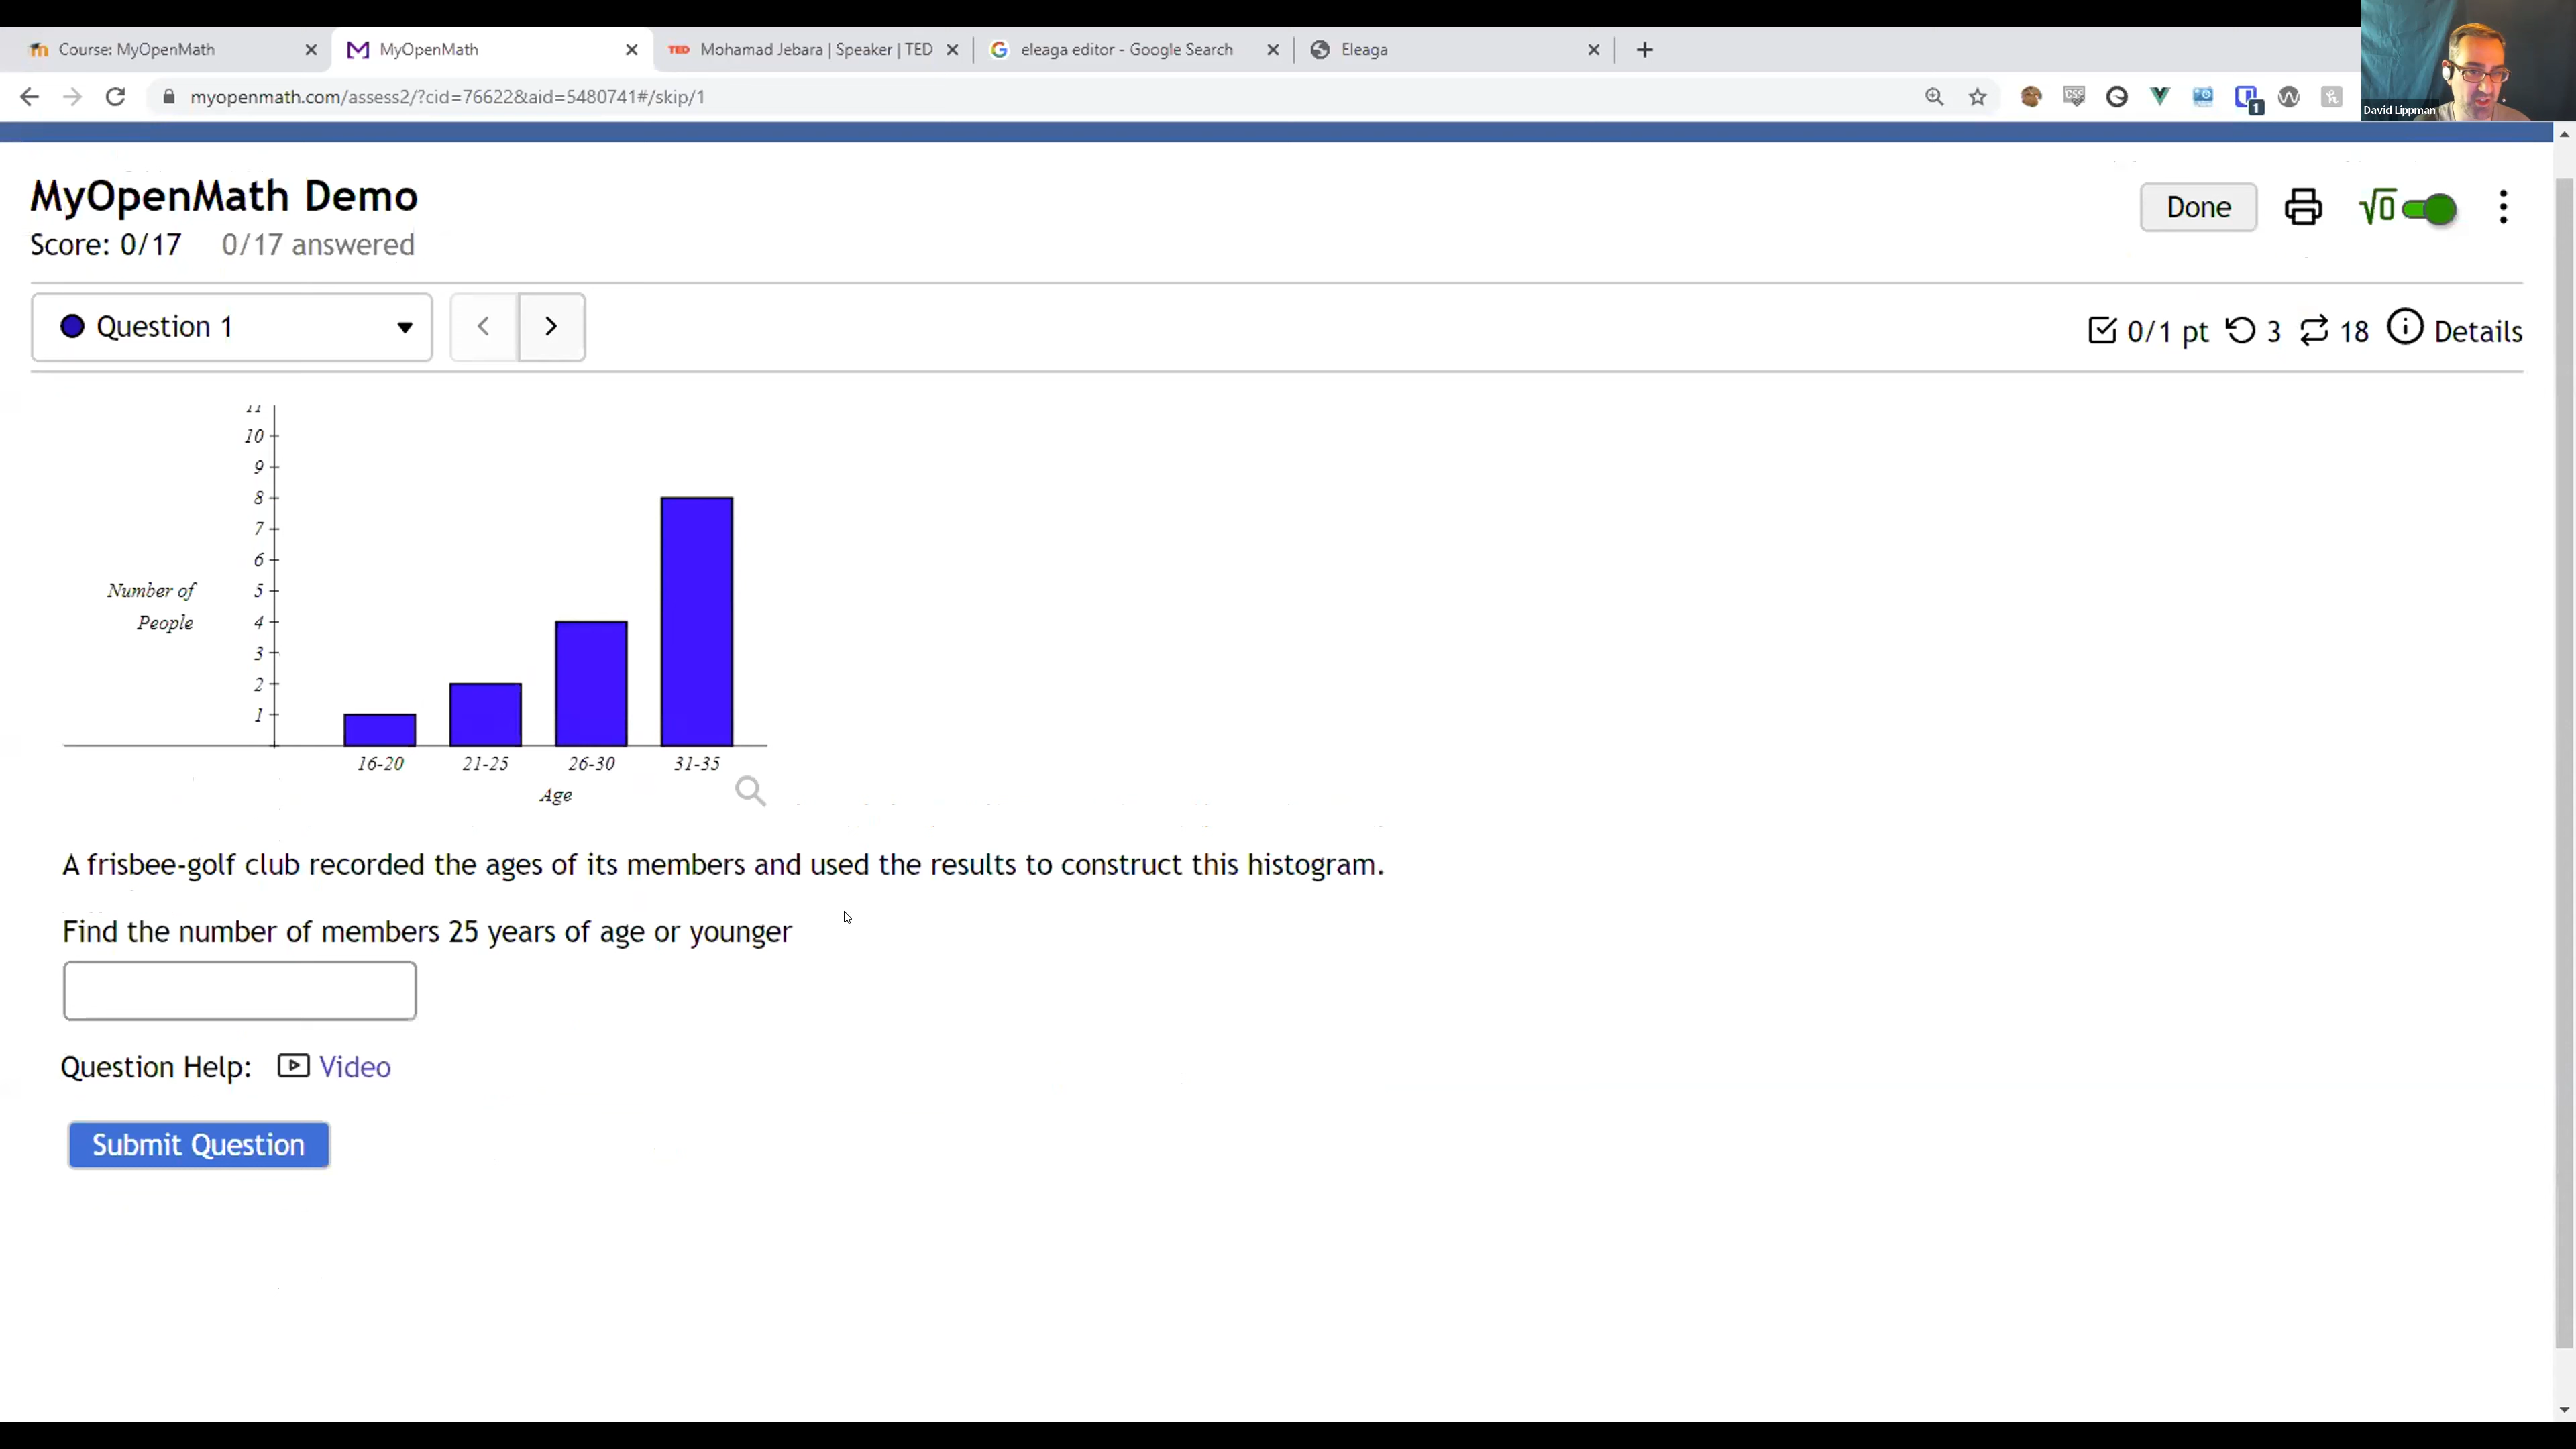 Course: MyOpenMath
MyOpenMath
TED Mohamad Jebara | Speaker | TED
eleaga editor - Google Search
Eleaga
myopenmath.com/assess2/?cid=76622&aid=5480741#/skip/1
1
David Lippman
MyOpenMath Demo
Score: 0/17 0/17 answered
Done
√0
Question 1
0/1 pt 3 18 Details
11
10
9
8
7
6
5
4
3
2
1
Number of
People
16-20 21-25 26-30 31-35
Age
A frisbee-golf club recorded the ages of its members and used the results to construct this histogram.
Find the number of members 25 years of age or younger
Question Help: Video
Submit Question